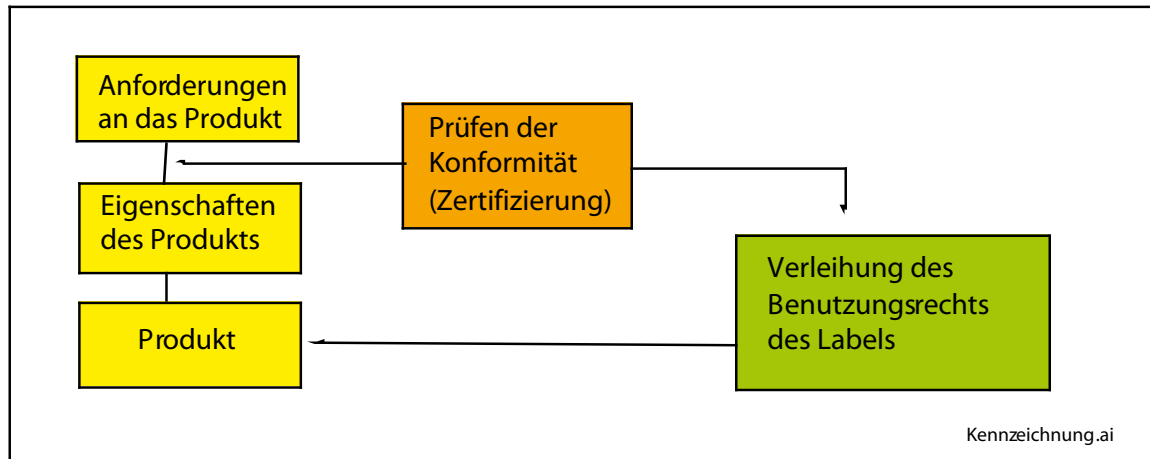 Anforderungen
an das Produkt
Prüfen der
Konformität
(Zertifizierung)
Eigenschaften
des Produkts
Verleihung des
Benutzungsrechts
des Labels
Produkt
Kennzeichnung.ai